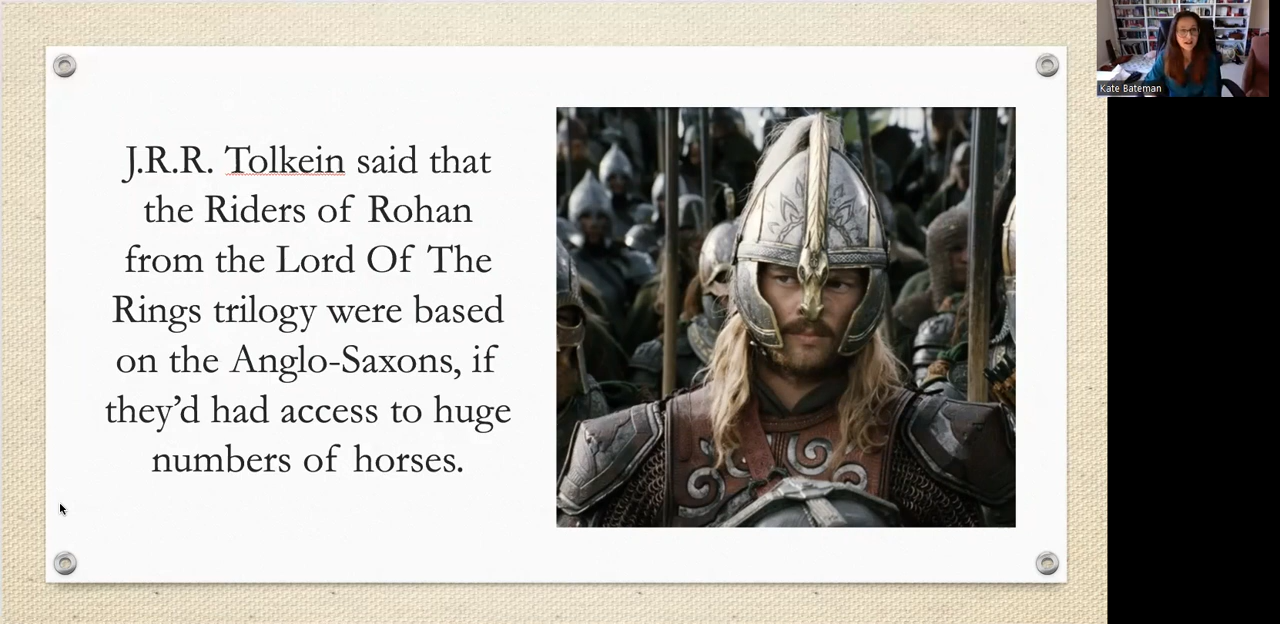 J.R.R. Tolkein said that
the Riders of Rohan
from the Lord Of The
Rings trilogy were based
on the Anglo-Saxons, if
they’d had access to huge
numbers of horses.
Kate Bateman